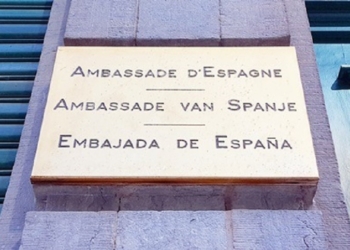 AMBASSADE D'ESPAGNE
AMBASSADE VAN SPANJE
EMBAJADA DE ESPAÑA